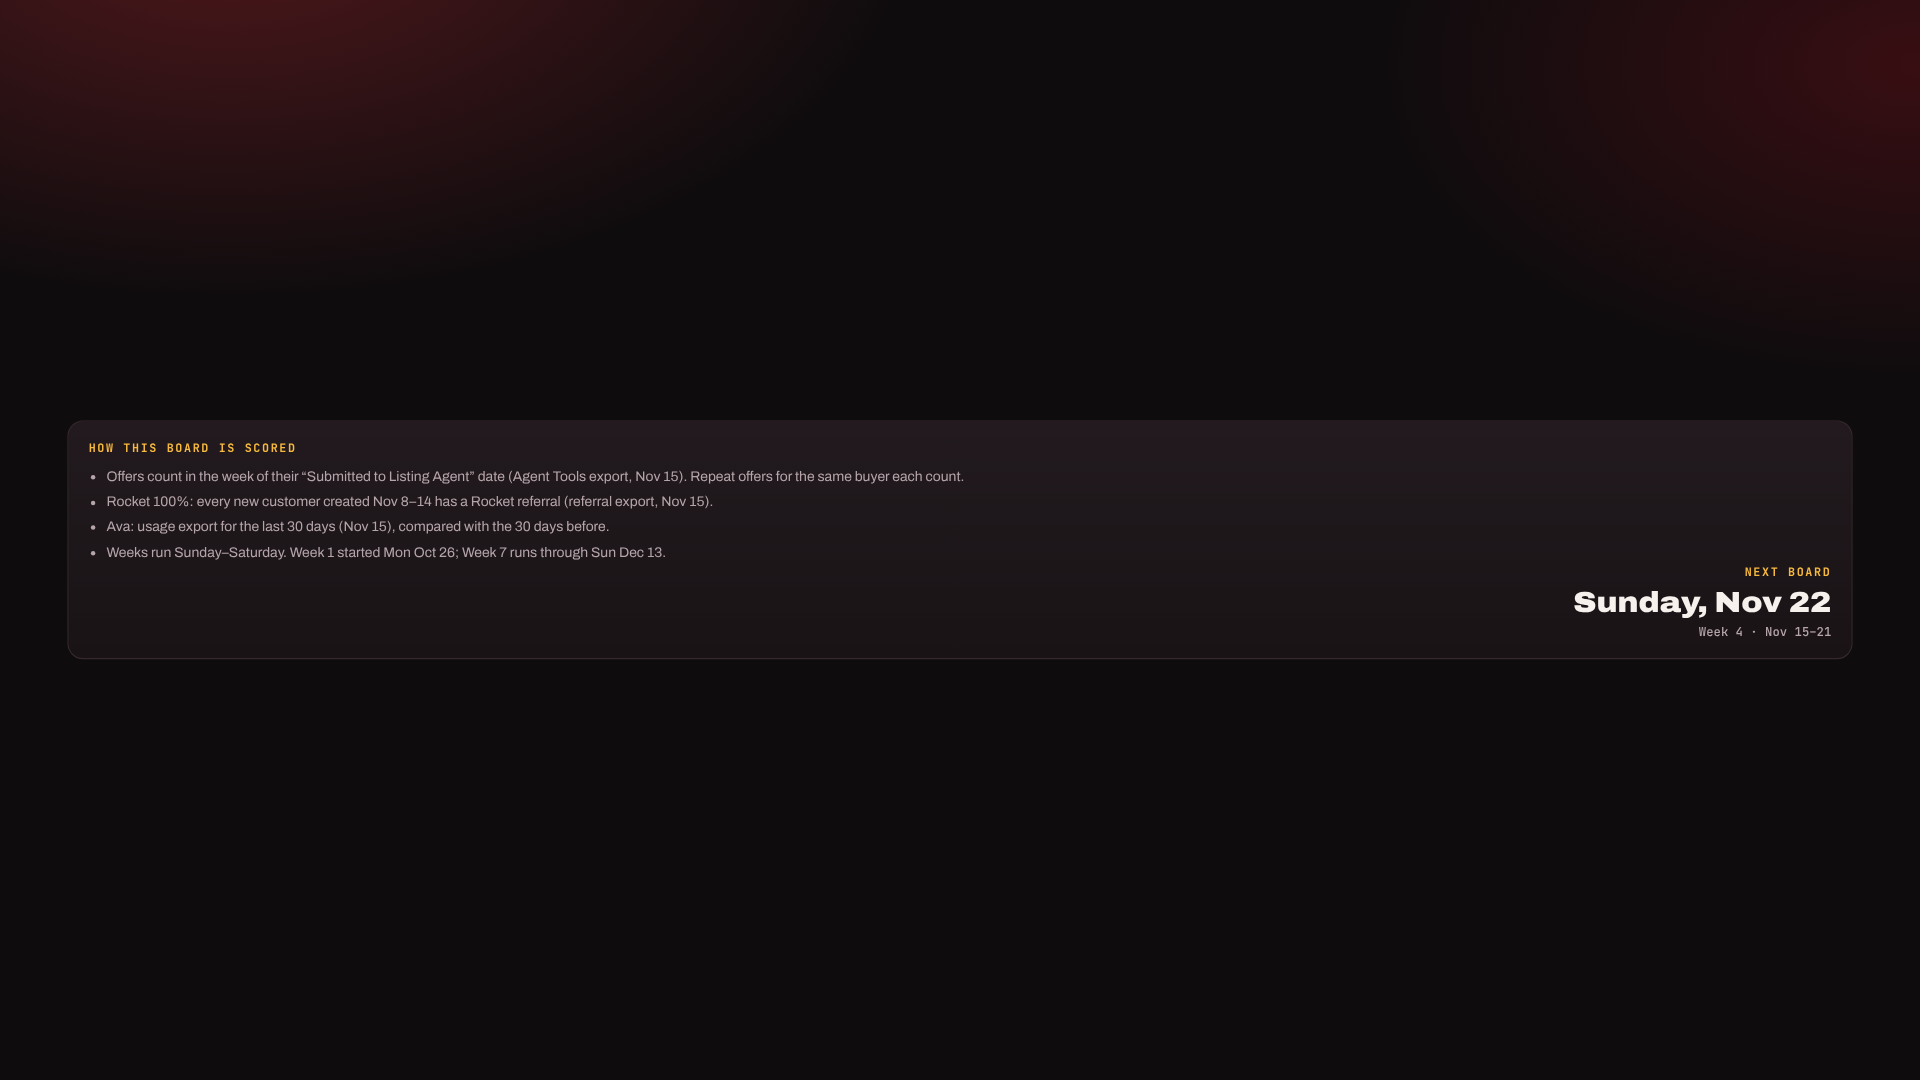 HOW THIS BOARD IS SCORED
• Offers count in the week of their “Submitted to Listing Agent” date (Agent Tools export, Nov 15). Repeat offers for the same buyer each count.
• Rocket 100%: every new customer created Nov 8–14 has a Rocket referral (referral export, Nov 15).
• Ava: usage export for the last 30 days (Nov 15), compared with the 30 days before.
• Weeks run Sunday–Saturday. Week 1 started Mon Oct 26; Week 7 runs through Sun Dec 13.
NEXT BOARD
Sunday, Nov 22
Week 4 · Nov 15–21